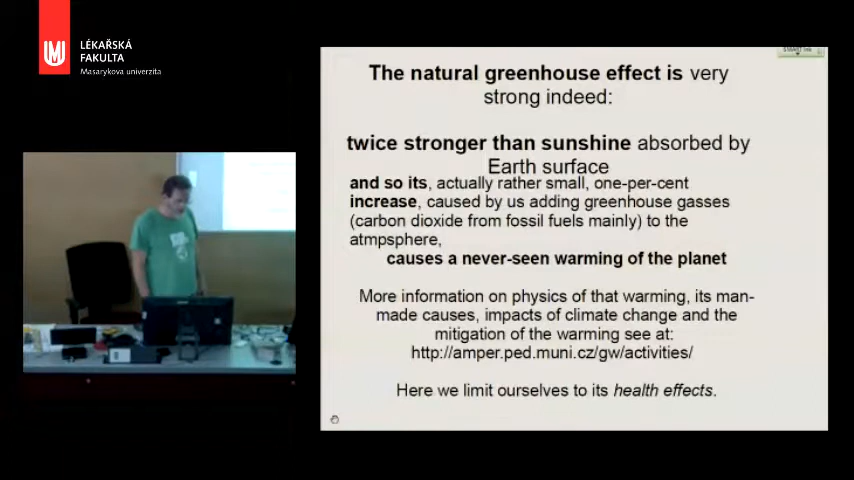 LÉKAŘSKÁ
FAKULTA
Masarykova univerzita
The natural greenhouse effect is very
strong indeed:
twice stronger than sunshine absorbed by
Earth surface
and so its, actually rather small, one-per-cent
increase, caused by us adding greenhouse gasses
(carbon dioxide from fossil fuels mainly) to the
atmpsphere,
causes a never-seen warming of the planet
More information on physics of that warming, its man-
made causes, impacts of climate change and the
mitigation of the warming see at:
http://amper.ped.muni.cz/gw/activities/
Here we limit ourselves to its health effects.